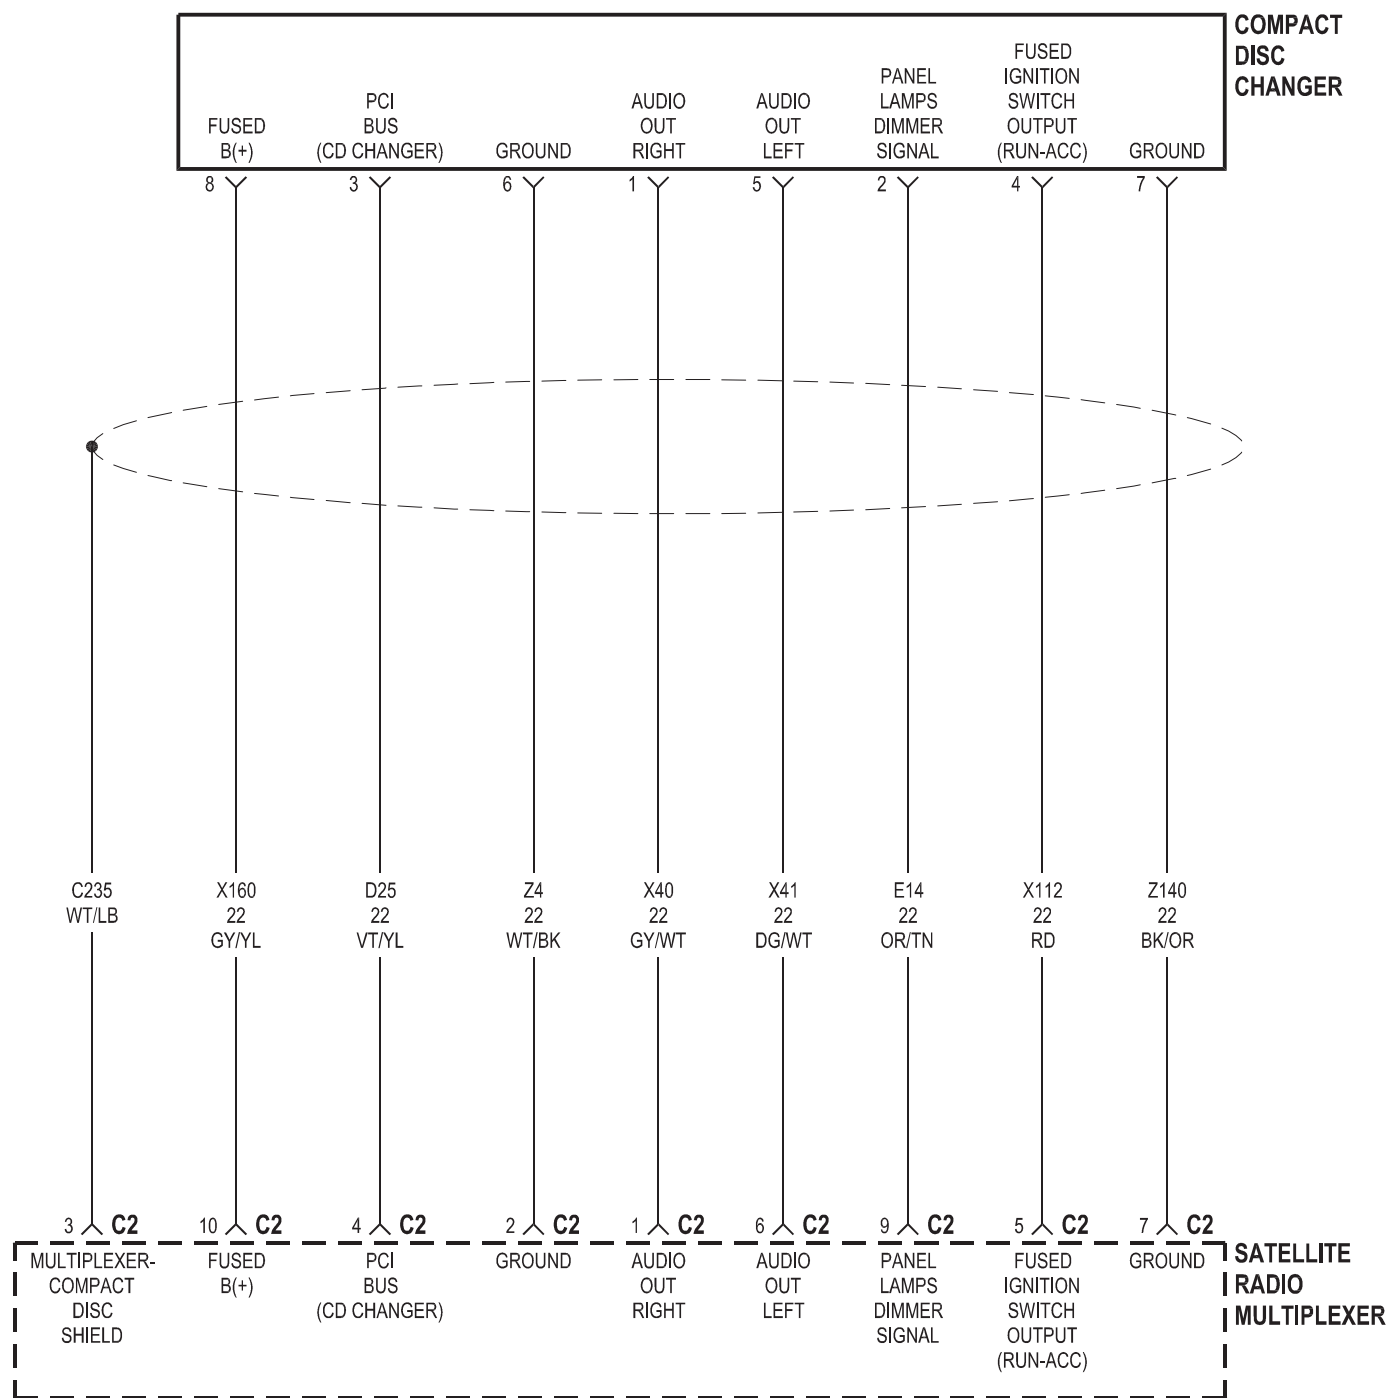 COMPACT
DISC
CHANGER
FUSED
B(+)
PCI
BUS
(CD CHANGER)
GROUND
AUDIO
OUT
RIGHT
AUDIO
OUT
LEFT
PANEL
LAMPS
DIMMER
SIGNAL
FUSED
IGNITION
SWITCH
OUTPUT
(RUN-ACC)
GROUND
8 3 6 1 5 2 4 7
C235
WT/LB
X160
22
GY/YL
D25
22
VT/YL
Z4
22
WT/BK
X40
22
GY/WT
X41
22
DG/WT
E14
22
OR/TN
X112
22
RD
Z140
22
BK/OR
3 C2 10 C2 4 C2 2 C2 1 C2 6 C2 9 C2 5 C2 7 C2
MULTIPLEXER-
COMPACT
DISC
SHIELD
FUSED
B(+)
PCI
BUS
(CD CHANGER)
GROUND
AUDIO
OUT
RIGHT
AUDIO
OUT
LEFT
PANEL
LAMPS
DIMMER
SIGNAL
FUSED
IGNITION
SWITCH
OUTPUT
(RUN-ACC)
GROUND
SATELLITE
RADIO
MULTIPLEXER